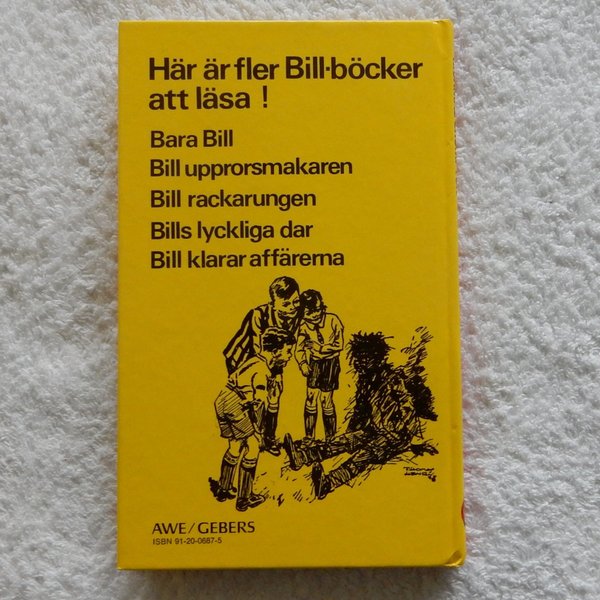 Här är fler Bill-böcker
att läsa !
Bara Bill
Bill upprorsmakaren
Bill rackarungen
Bills lyckliga dar
Bill klarar affärerna
AWE/GEBERS
ISBN 91-20-0687-5